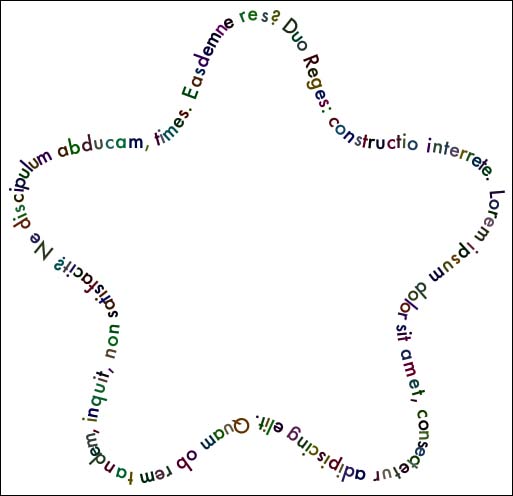 Lorem ipsum dolor sit amet, consectetur adipiscing elit. Quam ob rem tandem, inquit, non satisfacit? Ne discipulum abducam, times. Easdemne res? Duo Reges: constructio interrete.